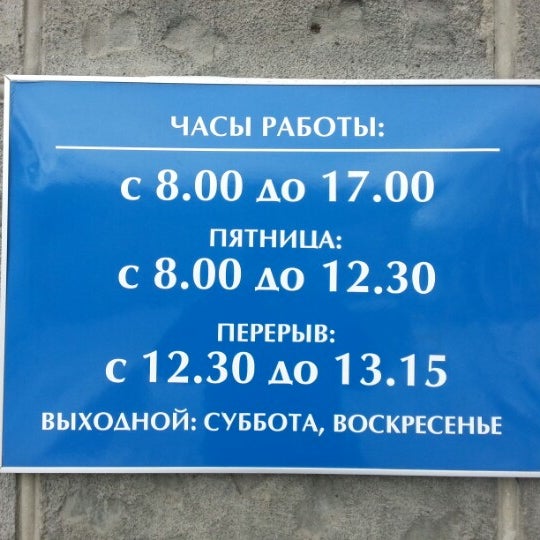 ЧАСЫ РАБОТЫ:
с 8.00 до 17.00
ПЯТНИЦА:
с 8.00 до 12.30
ПЕРЕРЫВ:
с 12.30 до 13.15
ВЫХОДНОЙ: СУББОТА, ВОСКРЕСЕНЬЕ